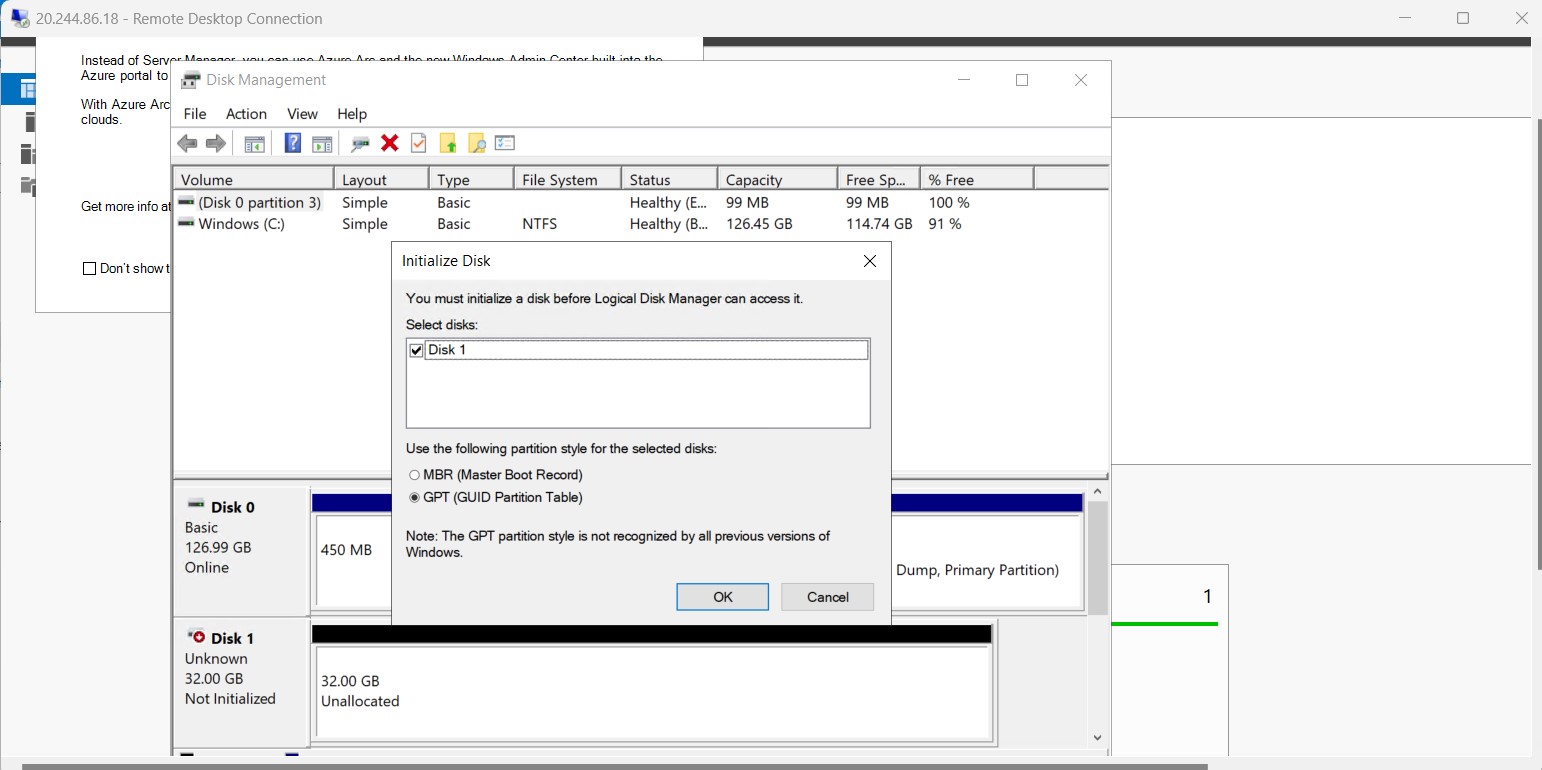 20.244.86.18 - Remote Desktop Connection
Instead of Server Manager, you can use Azure Arc and the new Windows Admin Center built into the
Azure portal to
With Azure Arc
clouds.
Get more info at
Don't show t
Disk Management
File Action View Help
Volume Layout Type File System Status Capacity Free Sp... % Free
(Disk 0 partition 3) Simple Basic Healthy (E... 99 MB 99 MB 100 %
Windows (C:) Simple Basic NTFS Healthy (B... 126.45 GB 114.74 GB 91 %
Initialize Disk
You must initialize a disk before Logical Disk Manager can access it.
Select disks:
Disk 1
Use the following partition style for the selected disks:
MBR (Master Boot Record)
GPT (GUID Partition Table)
Note: The GPT partition style is not recognized by all previous versions of
Windows.
OK Cancel
Disk 0
Basic
126.99 GB
Online
450 MB
Dump, Primary Partition)
Disk 1
Unknown
32.00 GB
Not Initialized
32.00 GB
Unallocated
1